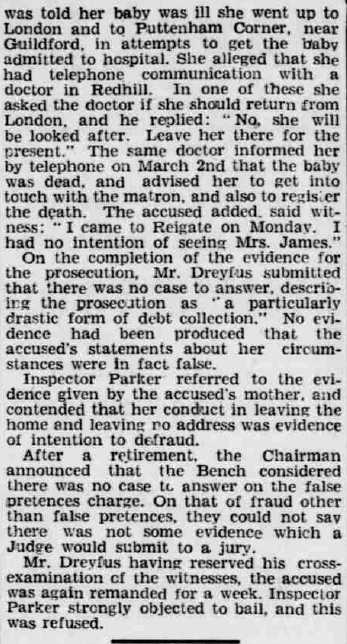 was told her baby was ill she went up to
London and to Puttenham Corner, near
Guildford, in attempts to get the baby
admitted to hospital. She alleged that she
had telephone communication with a
doctor in Redhill. In one of these she
asked the doctor if she should return from
London, and he replied: "No, she will
be looked after. Leave her there for the
present." The same doctor informed her
by telephone on March 2nd that the baby
was dead, and advised her to get into
touch with the matron, and also to register
the death. The accused added, said wit-
ness: "I came to Reigate on Monday. I
had no intention of seeing Mrs. James."
On the completion of the evidence for
the prosecution, Mr. Dreyfus submitted
that there was no case to answer, describ-
ing the prosecution as "a particularly
drastic form of debt collection." No evi-
dence had been produced that the
accused's statements about her circum-
stances were in fact false.
Inspector Parker referred to the evi-
dence given by the accused's mother, and
contended that her conduct in leaving the
home and leaving no address was evidence
of intention to defraud.
After a retirement, the Chairman
announced that the Bench considered
there was no case to answer on the false
pretences charge. On that of fraud other
than false pretences, they could not say
there was not some evidence which a
Judge would submit to a jury.
Mr. Dreyfus having reserved his cross-
examination of the witnesses, the accused
was again remanded for a week. Inspector
Parker strongly objected to bail, and this
was refused.